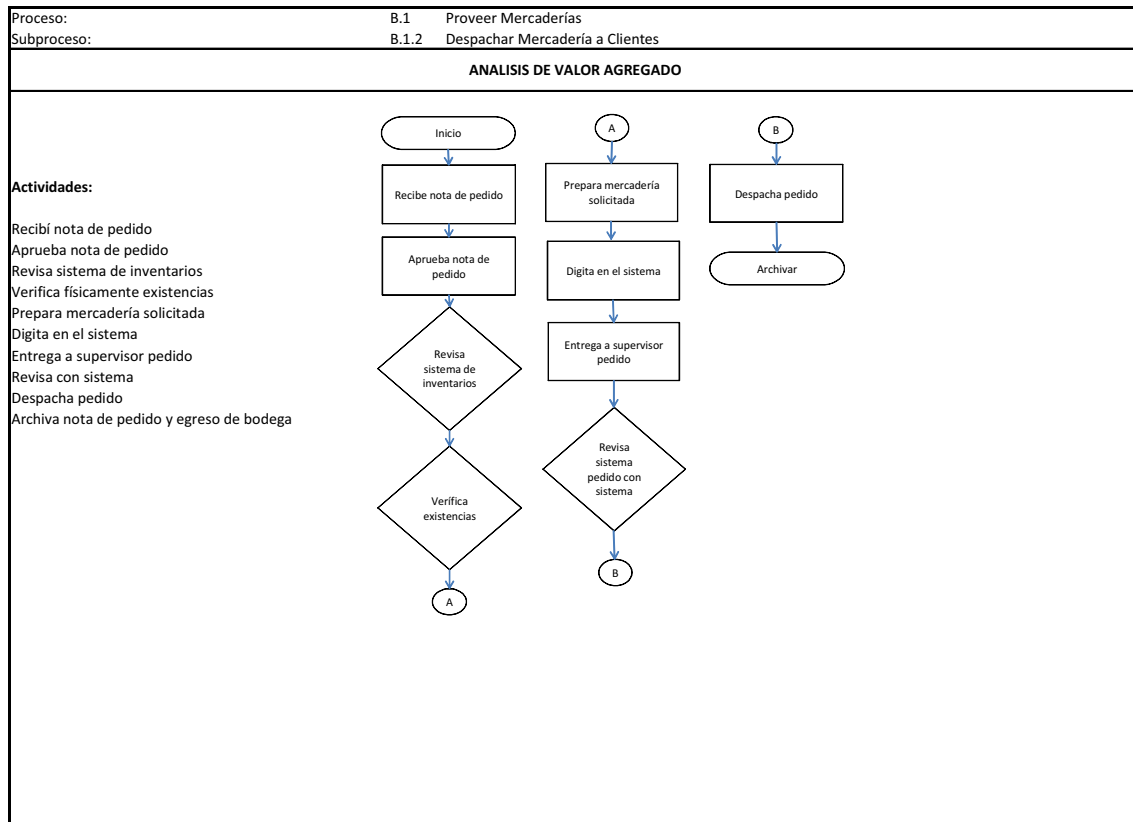 Proceso: B.1 Proveer Mercaderías
Subproceso: B.1.2 Despachar Mercadería a Clientes
ANALISIS DE VALOR AGREGADO
Actividades:
Recibí nota de pedido
Aprueba nota de pedido
Revisa sistema de inventarios
Verifica físicamente existencias
Prepara mercadería solicitada
Digita en el sistema
Entrega a supervisor pedido
Revisa con sistema
Despacha pedido
Archiva nota de pedido y egreso de bodega
Inicio
Recibe nota de pedido
Aprueba nota de
pedido
Revisa
sistema de
inventarios
Verífica
existencias
A
A
Prepara mercadería
solicitada
Digita en el sistema
Entrega a supervisor
pedido
Revisa
sistema
pedido con
sistema
B
B
Despacha pedido
Archivar